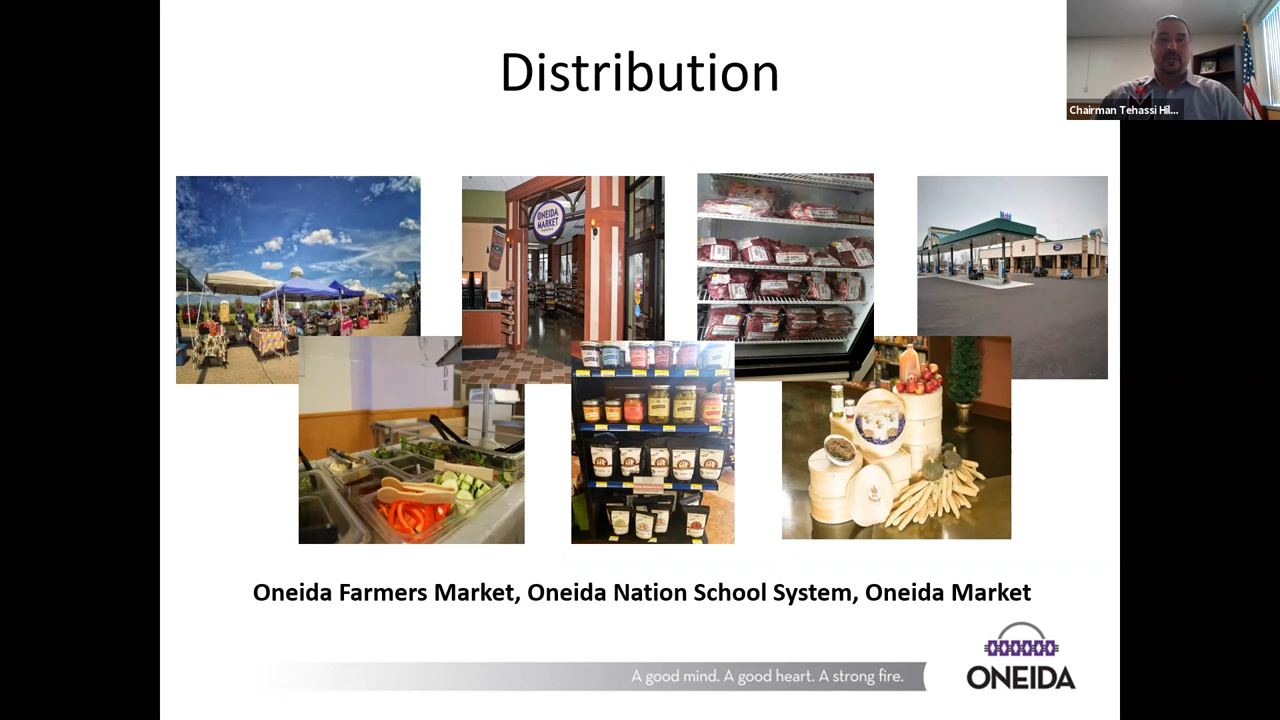 Distribution
Chairman Tehassi Hil...
ONEIDA
MARKET
Mobil
Oneida Farmers Market, Oneida Nation School System, Oneida Market
A good mind. A good heart. A strong fire.
ONEIDA